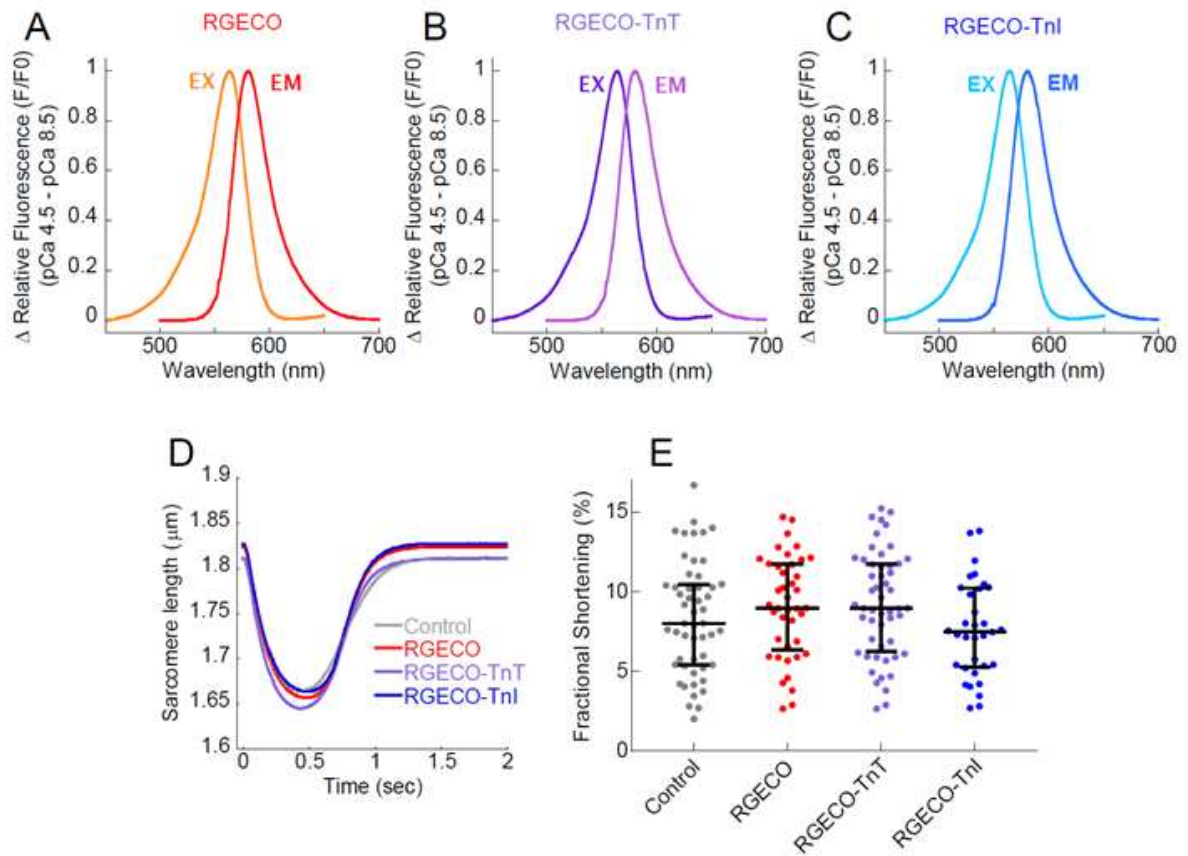 A
RGECO
Δ Relative Fluorescence (F/F0)
(pCa 4.5 - pCa 8.5)
1
0.8
0.6
0.4
0.2
0
EX
EM
500
600
700
Wavelength (nm)
B
RGECO-TnT
Δ Relative Fluorescence (F/F0)
(pCa 4.5 - pCa 8.5)
1
0.8
0.6
0.4
0.2
0
EX
EM
500
600
700
Wavelength (nm)
C
RGECO-TnI
Δ Relative Fluorescence (F/F0)
(pCa 4.5 - pCa 8.5)
1
0.8
0.6
0.4
0.2
0
EX
EM
500
600
700
Wavelength (nm)
D
Sarcomere length (μm)
1.9
1.85
1.8
1.75
1.7
1.65
1.6
Control
RGECO
RGECO-TnT
RGECO-TnI
0
0.5
1
1.5
2
Time (sec)
E
Fractional Shortening (%)
15
10
5
0
Control
RGECO
RGECO-TnT
RGECO-TnI